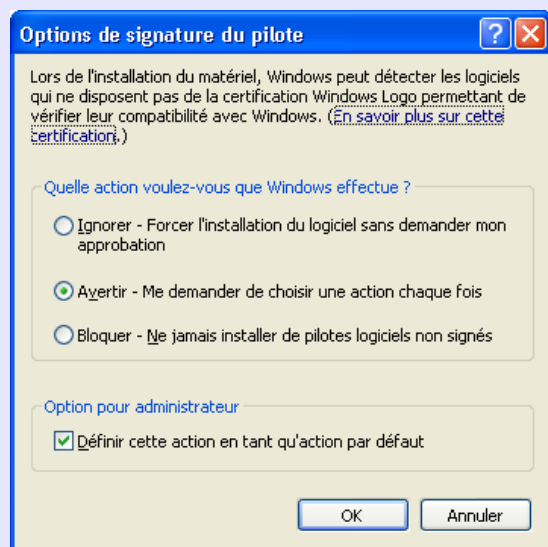 Options de signature du pilote
Lors de l'installation du matériel, Windows peut détecter les logiciels
qui ne disposent pas de la certification Windows Logo permettant de
vérifier leur compatibilité avec Windows. (En savoir plus sur cette
certification.)
Quelle action voulez-vous que Windows effectue ?
Ignorer - Forcer l'installation du logiciel sans demander mon
approbation
Avertir - Me demander de choisir une action chaque fois
Bloquer - Ne jamais installer de pilotes logiciels non signés
Option pour administrateur
Définir cette action en tant qu'action par défaut
OK Annuler